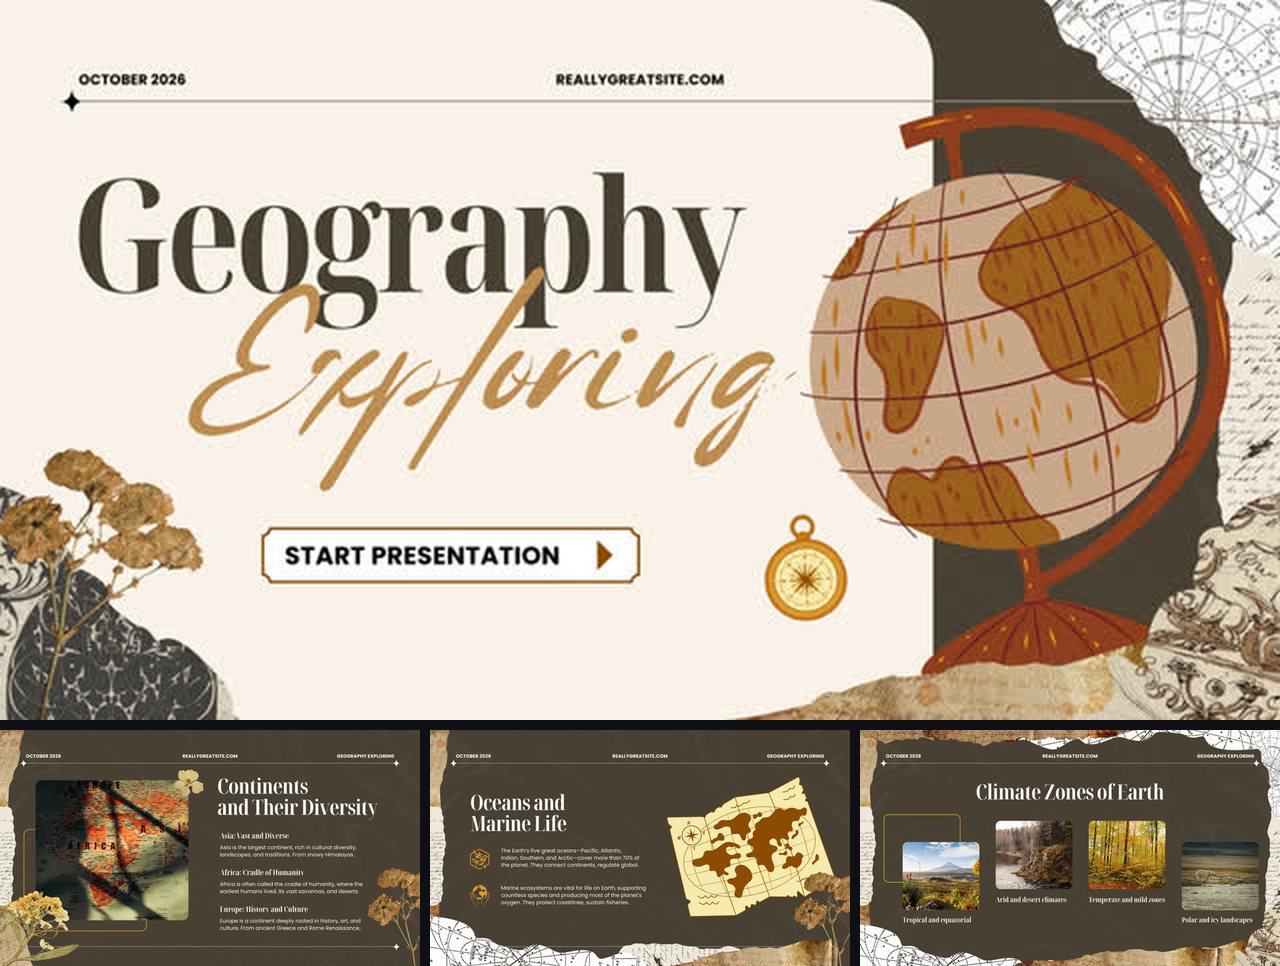 OCTOBER 2026
REALLYGREATSITE.COM
Geography
Exploring
START PRESENTATION
OCTOBER 2026
REALLYGREATSITE.COM
GEOGRAPHY EXPLORING
EUROPE
ASI
AFRICA
Continents
and Their Diversity
Asia: Vast and Diverse
Asia is the largest continent, rich in cultural diversity,
landscapes, and traditions. From snowy Himalayas.
Africa: Cradle of Humanity
Africa is often called the cradle of humanity, where the
earliest humans lived. Its vast savannas, and deserts.
Europe: History and Culture
Europe is a continent deeply rooted in history, art, and
culture. From ancient Greece and Rome Renaissance,.
OCTOBER 2026
REALLYGREATSITE.COM
GEOGRAPHY EXPLORING
Oceans and
Marine Life
The Earth's five great oceans—Pacific, Atlantic,
Indian, Southern, and Arctic—cover more than 70% of
the planet. They connect continents, regulate global.
Marine ecosystems are vital for life on Earth, supporting
countless species and producing most of the planet's
oxygen. They protect coastlines, sustain fisheries.
OCTOBER 2026
REALLYGREATSITE.COM
GEOGRAPHY EXPLORING
Climate Zones of Earth
Tropical and equatorial
Arid and desert climates
Temperate and mild zones
Polar and icy landscapes